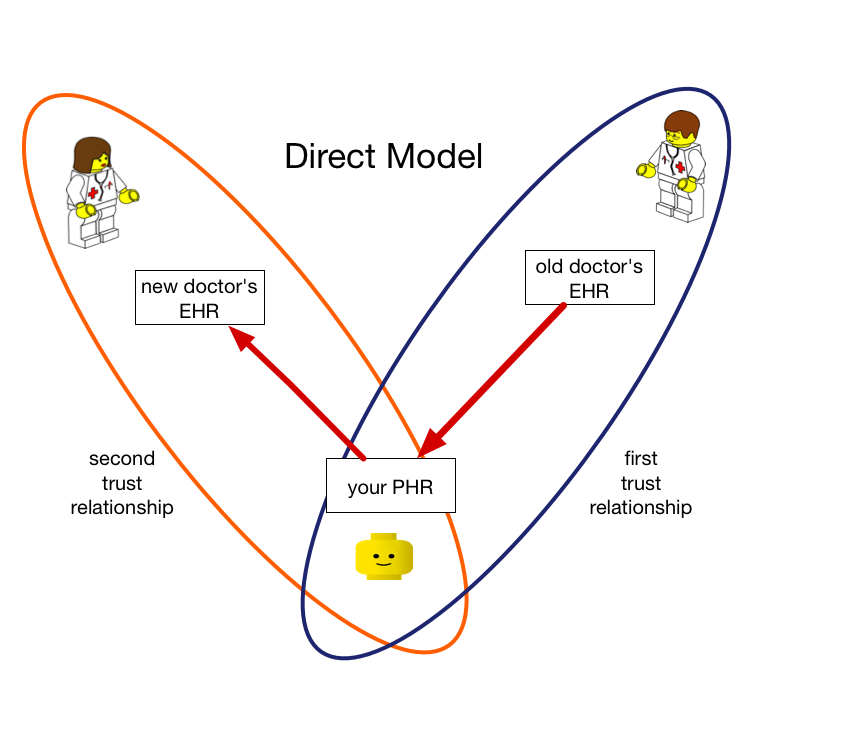 Direct Model
new doctor's
EHR
old doctor's
EHR
your PHR
second
trust
relationship
first
trust
relationship